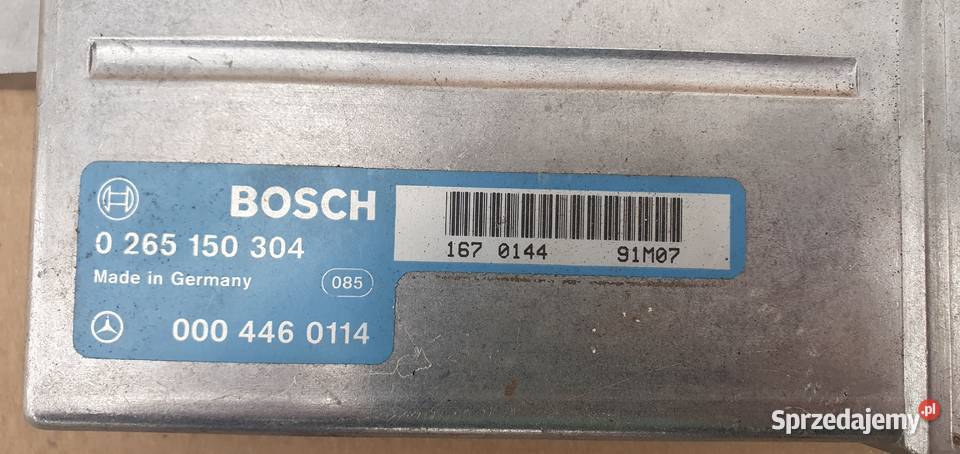 BOSCH
0 265 150 304
Made in Germany
085
000 446 0114
167 0144 91M07
Sprzedajemy.pl